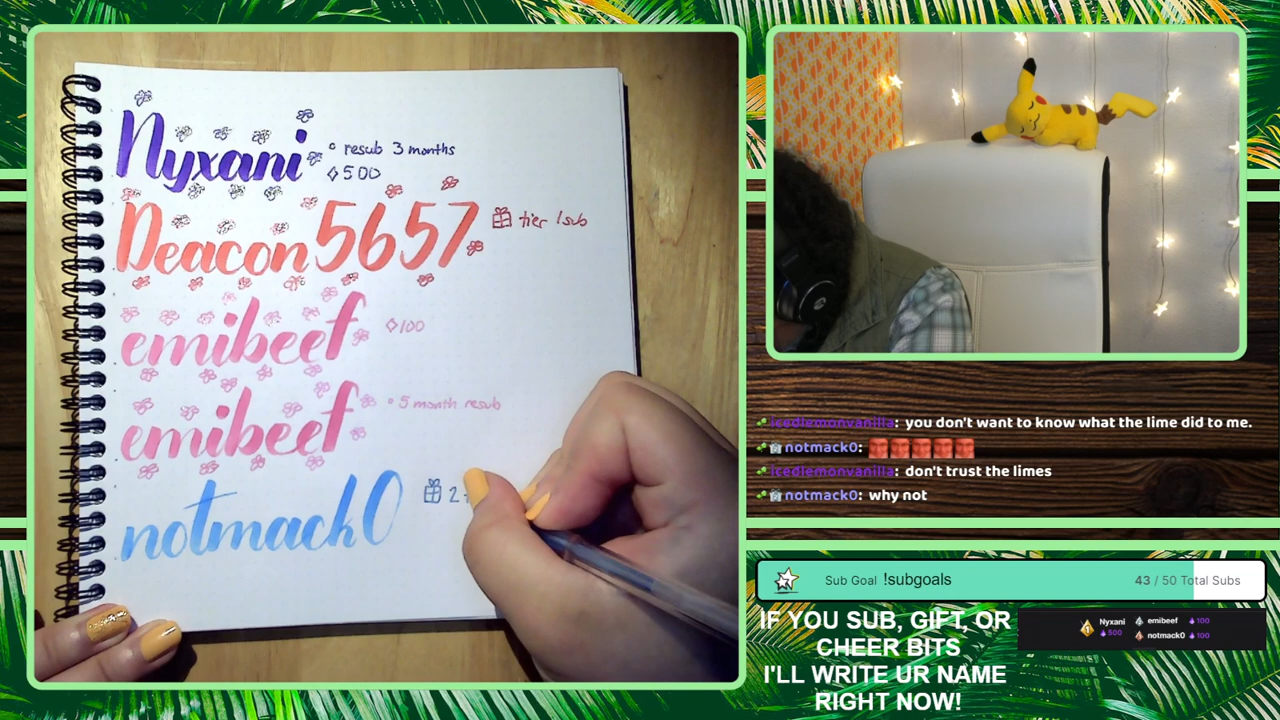 Nyxani
resub 3 months
500
Deacon5657
tier 1 sub
emibeef
100
emibeef
5 month resub
notmack0
2
icedlemonvanilla: you don't want to know what the lime did to me.
notmack0:
icedlemonvanilla: don't trust the limes
notmack0: why not
Sub Goal !subgoals 43 / 50 Total Subs
IF YOU SUB, GIFT, OR
CHEER BITS
I'LL WRITE UR NAME
RIGHT NOW!
1 Nyxani
500
emibeef 100
notmack0 100